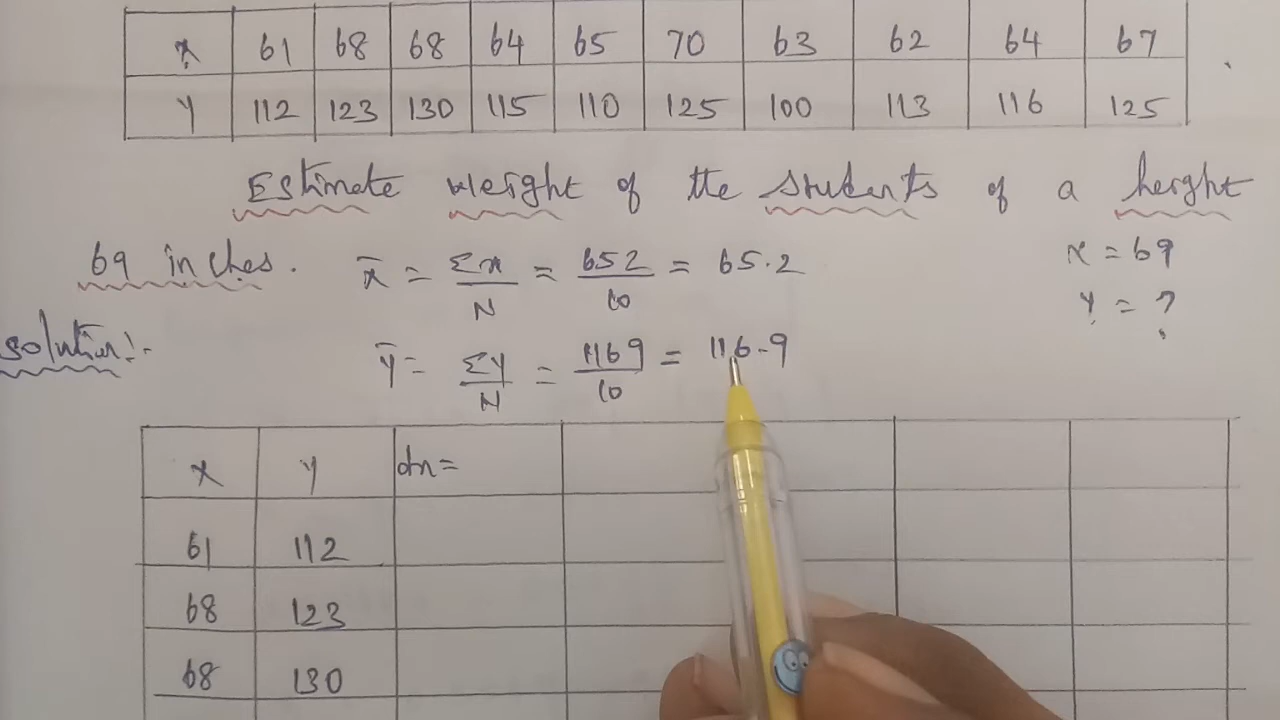 x 61 68 68 64 65 70 63 62 64 67
y 112 123 130 115 110 125 100 113 116 125
Estimate weight of the students of a height
69 inches. x̄ = Σx/N = 652/10 = 65.2 x = 69
y = ?
solution:- ȳ = Σy/N = 1169/10 = 116.9
x y dx=
61 112
68 123
68 130